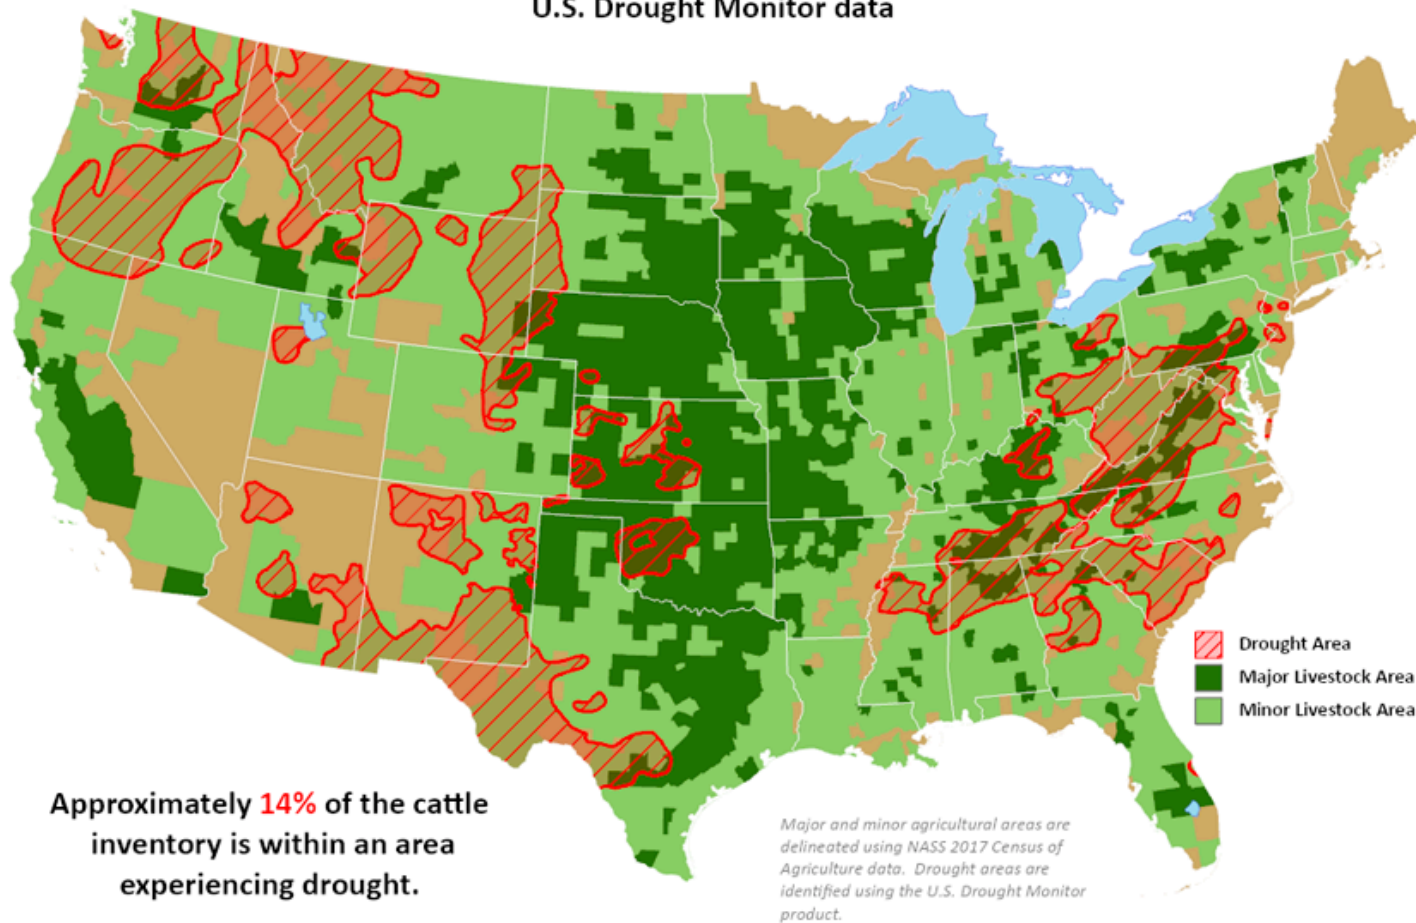 U.S. Drought Monitor data
Drought Area
Major Livestock Area
Minor Livestock Area
Approximately 14% of the cattle
inventory is within an area
experiencing drought.
Major and minor agricultural areas are
delineated using NASS 2017 Census of
Agriculture data. Drought areas are
identified using the U.S. Drought Monitor
product.